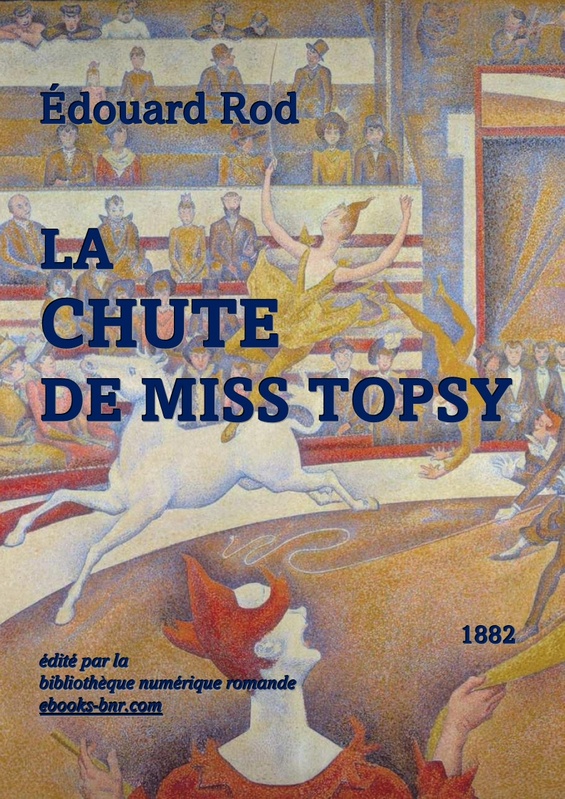 Édouard Rod
LA
CHUTE
DE MISS TOPSY
1882
édité par la
bibliothèque numérique romande
ebooks-bnr.com